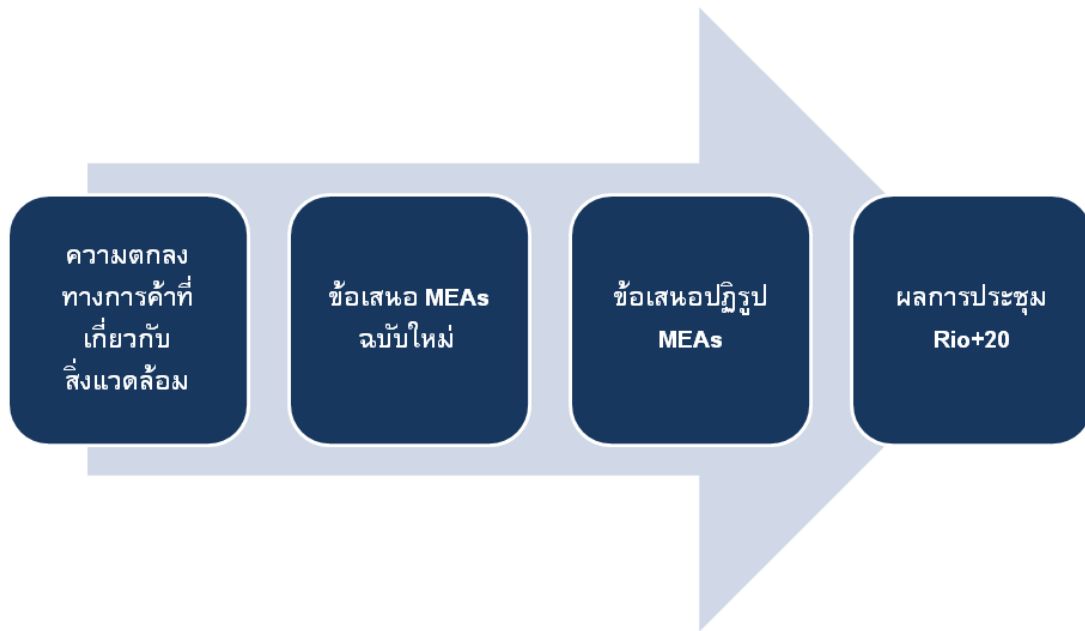 ความตกลง
ทางการค้าที่
เกี่ยวกับ
สิ่งแวดล้อม
ข้อเสนอ MEAs
ฉบับใหม่
ข้อเสนอปฏิรูป
MEAs
ผลการประชุม
Rio+20